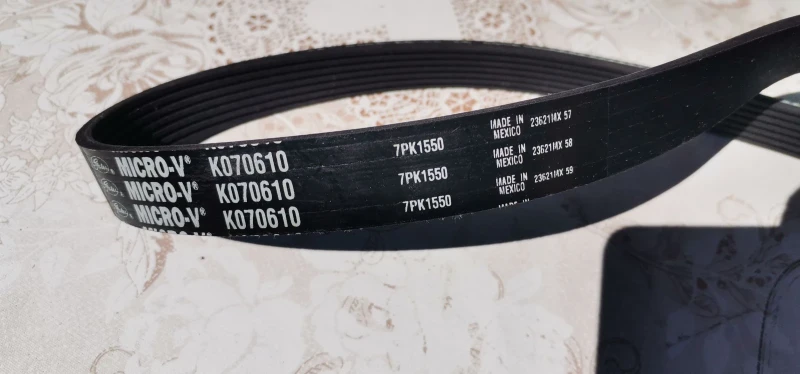 MICRO-V® K070610 7PK1550 MADE IN MEXICO 23621MX 57
MICRO-V® K070610 7PK1550 MADE IN MEXICO 23621MX 58
MICRO-V® K070610 7PK1550 MADE IN MEXICO 23621MX 59